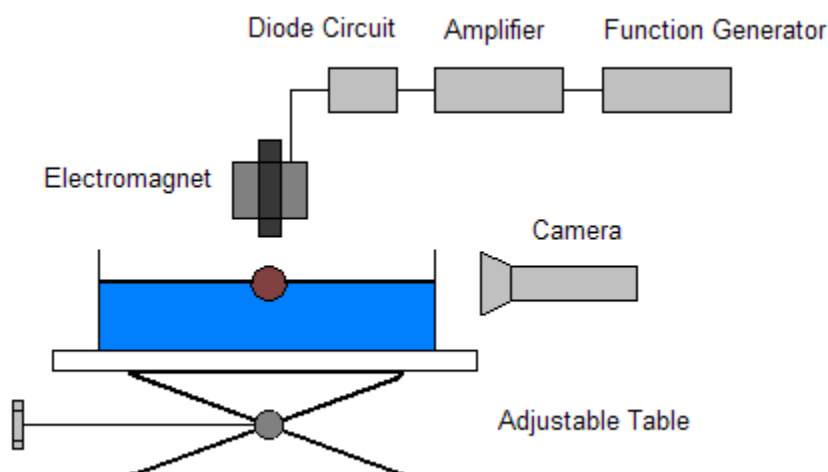 Diode Circuit
Amplifier
Function Generator
Electromagnet
Camera
Adjustable Table